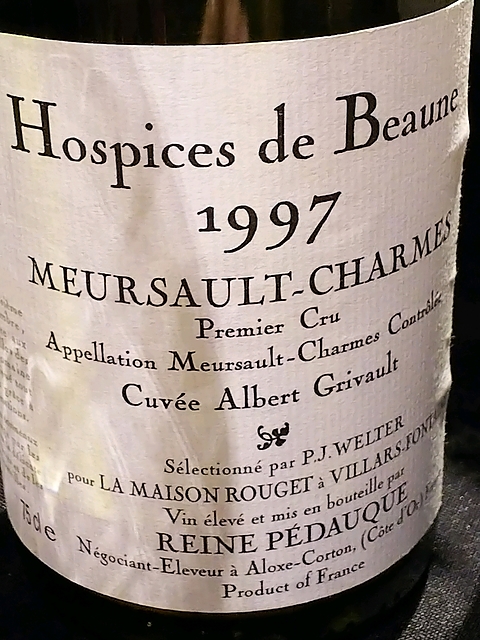 Hospices de Beaune
1997
MEURSAULT-CHARMES
Premier Cru
Appellation Meursault-Charmes Contrôlée
Cuvée Albert Grivault
Sélectionné par P.J.WELTER
pour LA MAISON ROUGET à VILLARS-FONTAINE
Vin élevé et mis en bouteille par
REINE PÉDAUQUE
Négociant-Eleveur à Aloxe-Corton, (Côte d'Or)
Product of France
75cl e